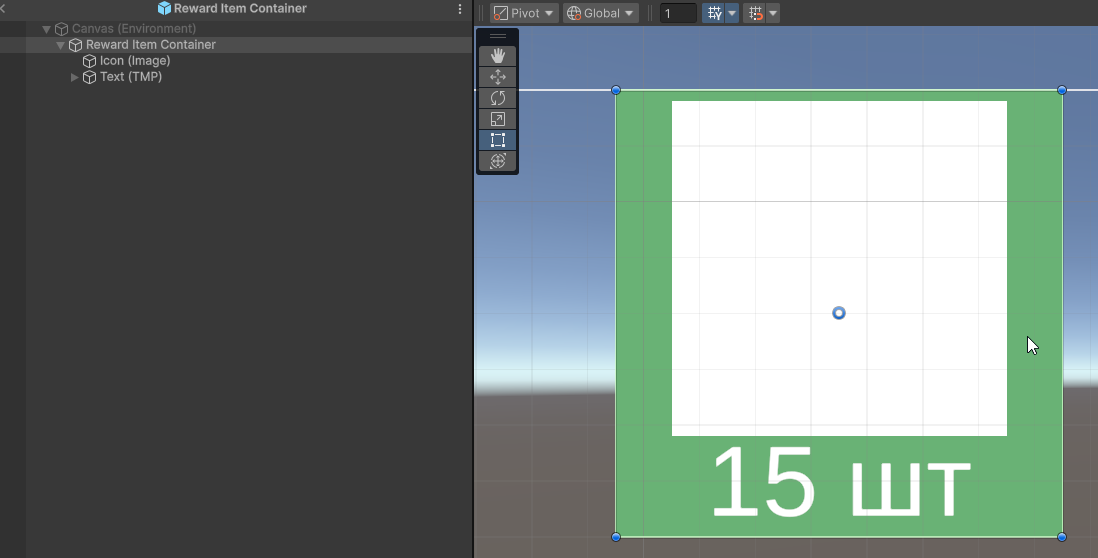 Reward Item Container
Pivot
Global
1
Canvas (Environment)
Reward Item Container
Icon (Image)
Text (TMP)
15 шт